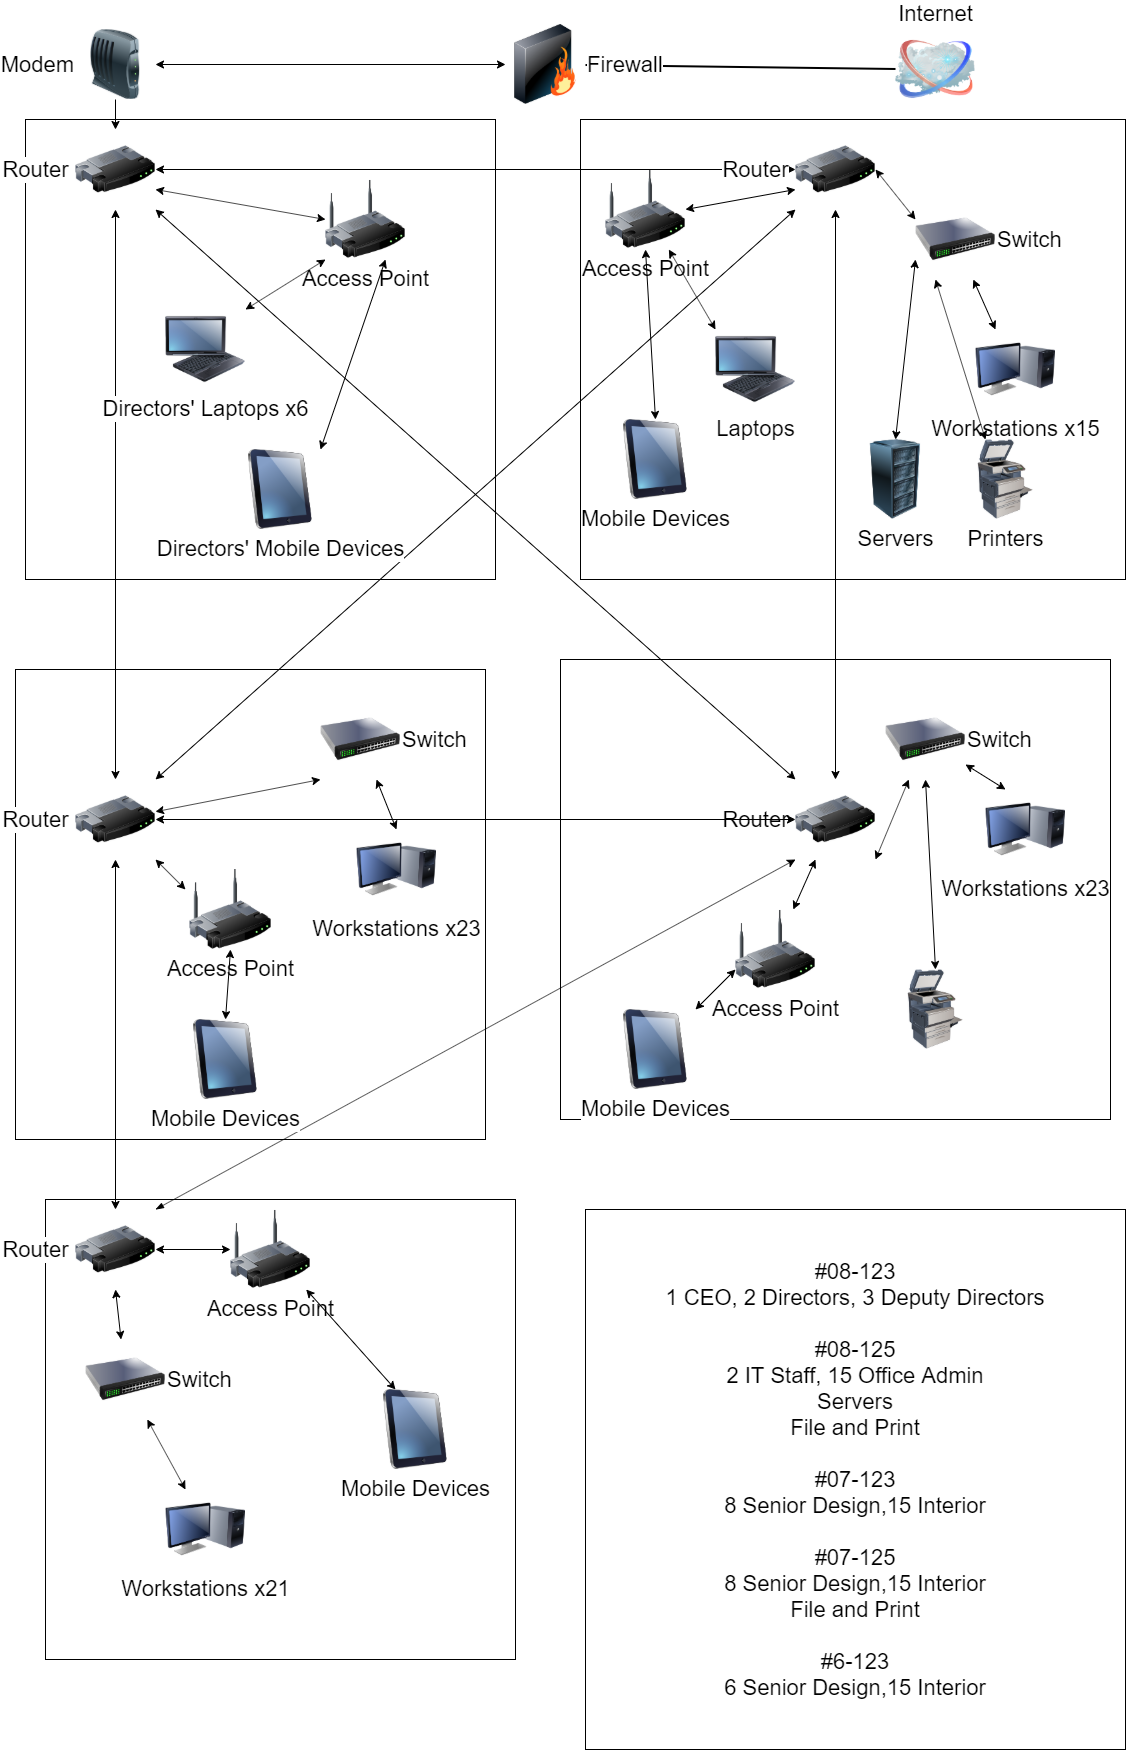 Internet
Modem
Firewall
Router
Router
Switch
Access Point
Access Point
Directors' Laptops x6
Laptops
Workstations x15
Mobile Devices
Directors' Mobile Devices
Servers
Printers
Switch
Switch
Router
Router
Workstations x23
Workstations x23
Access Point
Access Point
Mobile Devices
Mobile Devices
Router
Access Point
Switch
Mobile Devices
Workstations x21
#08-123
1 CEO, 2 Directors, 3 Deputy Directors
#08-125
2 IT Staff, 15 Office Admin
Servers
File and Print
#07-123
8 Senior Design,15 Interior
#07-125
8 Senior Design,15 Interior
File and Print
#6-123
6 Senior Design,15 Interior